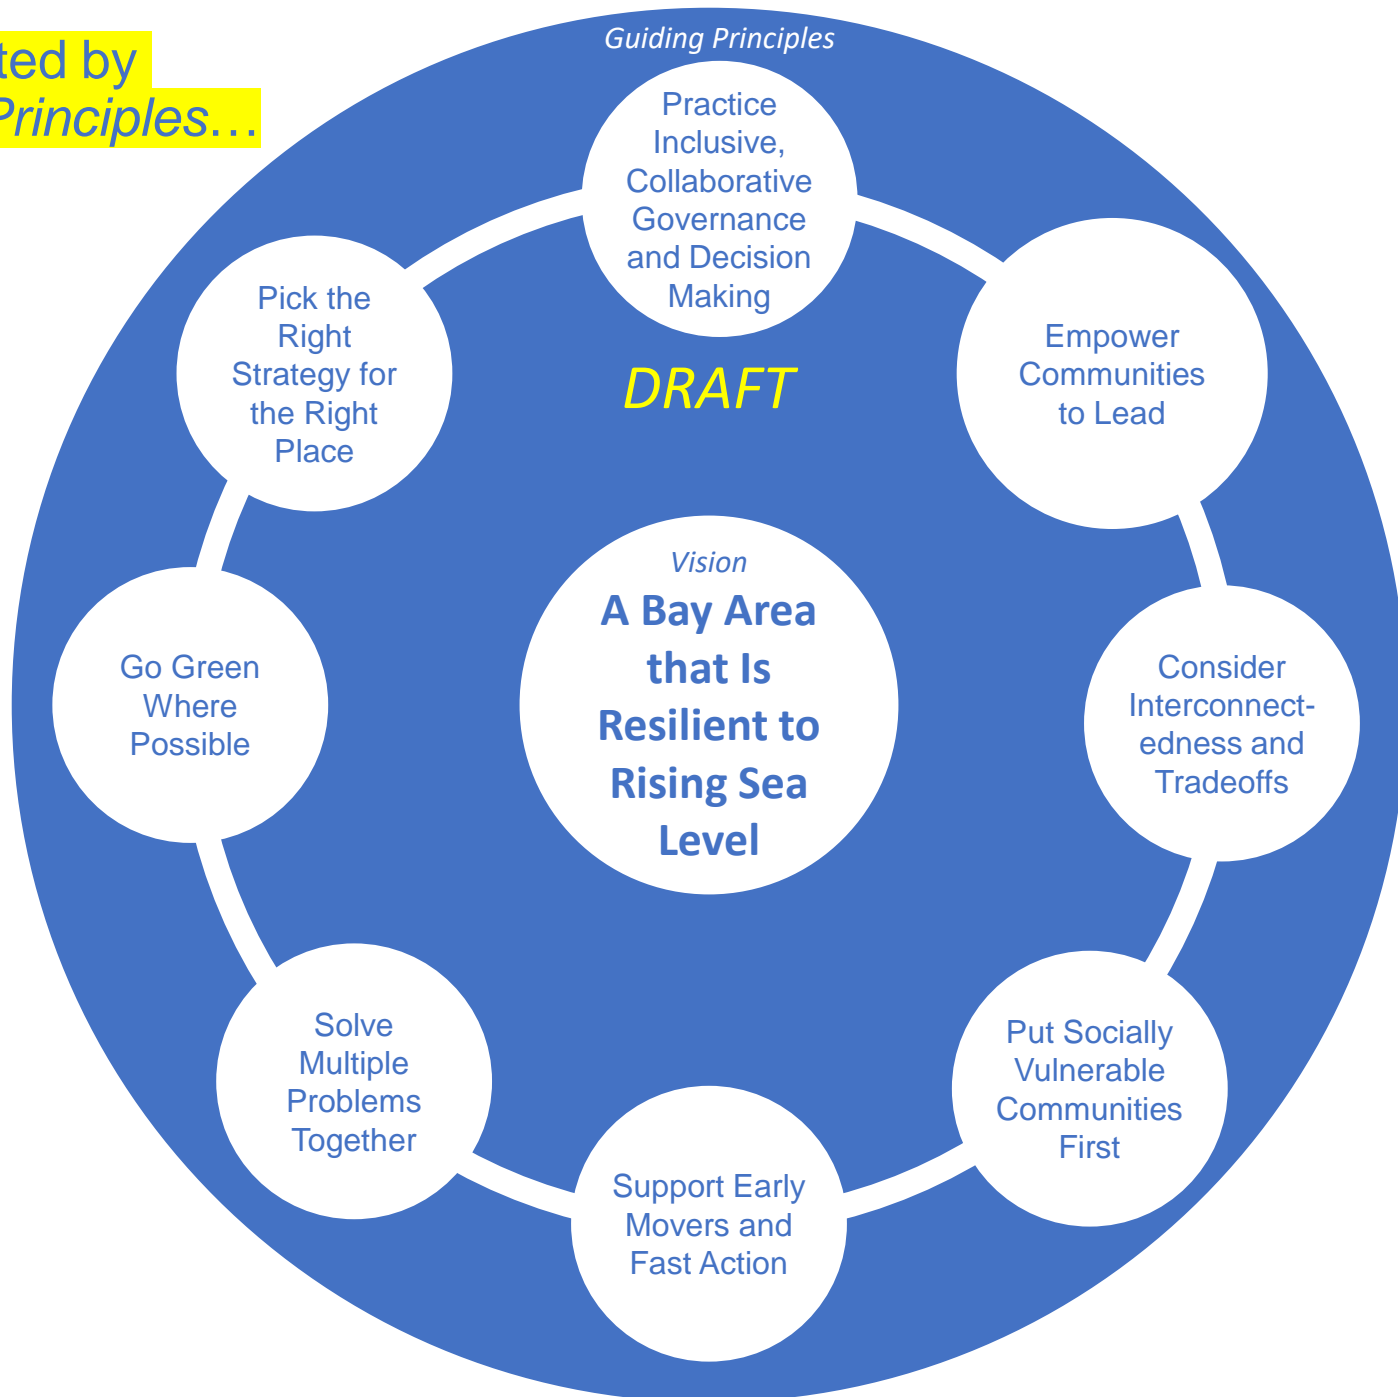 by
Principles…
Guiding Principles
Practice
Inclusive,
Collaborative
Governance
and Decision
Making
Empower
Communities
to Lead
Consider
Interconnect-
edness and
Tradeoffs
Put Socially
Vulnerable
Communities
First
Support Early
Movers and
Fast Action
Solve
Multiple
Problems
Together
Go Green
Where
Possible
Pick the
Right
Strategy for
the Right
Place
DRAFT
Vision
A Bay Area
that Is
Resilient to
Rising Sea
Level